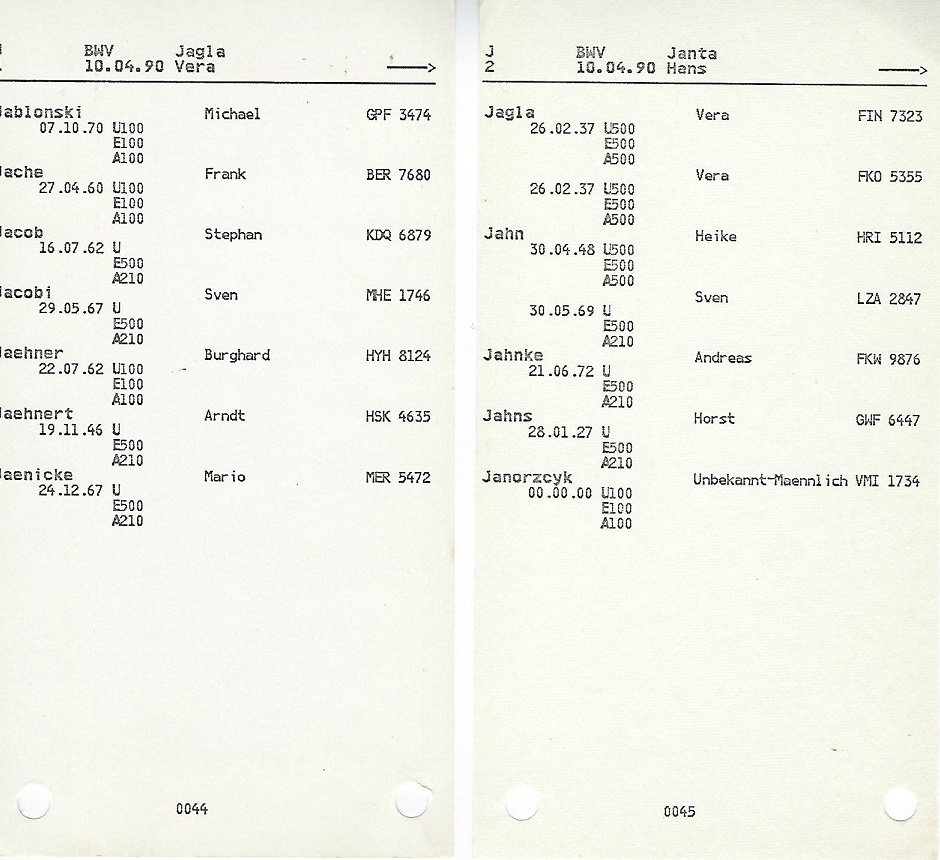 J BWV Jagla
1 10.04.90 Vera
Jablonski Michael GPF 3474
07.10.70 U100
E100
A100
Jache Frank BER 7680
27.04.60 U100
E100
A100
Jacob Stephan KDQ 6879
16.07.62 U
E500
A210
Jacobi Sven MHE 1746
29.05.67 U
E500
A210
Jaehner Burghard HYH 8124
22.07.62 U100
E100
A100
Jaehnert Arndt HSK 4635
19.11.46 U
E500
A210
Jaenicke Mario MER 5472
24.12.67 U
E500
A210
0044
J BWV Janta
2 10.04.90 Hans
Jagla Vera FIN 7323
26.02.37 U500
E500
A500
Vera FKO 5355
26.02.37 U500
E500
A500
Jahn Heike HRI 5112
30.04.48 U500
E500
A500
Sven LZA 2847
30.05.69 U
E500
A210
Jahnke Andreas FKW 9876
21.06.72 U
E500
A210
Jahns Horst GWF 6447
28.01.27 U
E500
A210
Janorzcyk Unbekannt-Maennlich VMI 1734
00.00.00 U100
E100
A100
0045